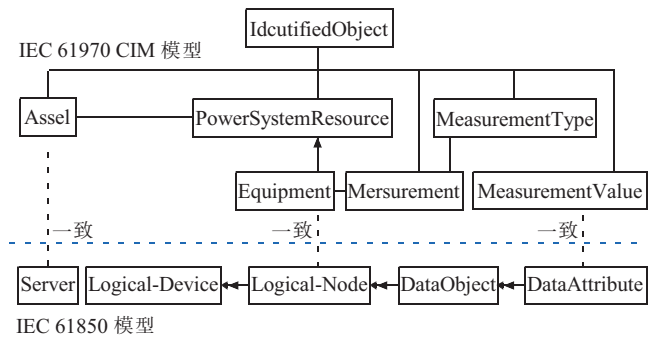 IdcutifiedObject
IEC 61970 CIM 模型
Assel
PowerSystemResource
MeasurementType
Equipment
Mersurement
MeasurementValue
一致
一致
一致
Server
Logical-Device
Logical-Node
DataObject
DataAttribute
IEC 61850 模型